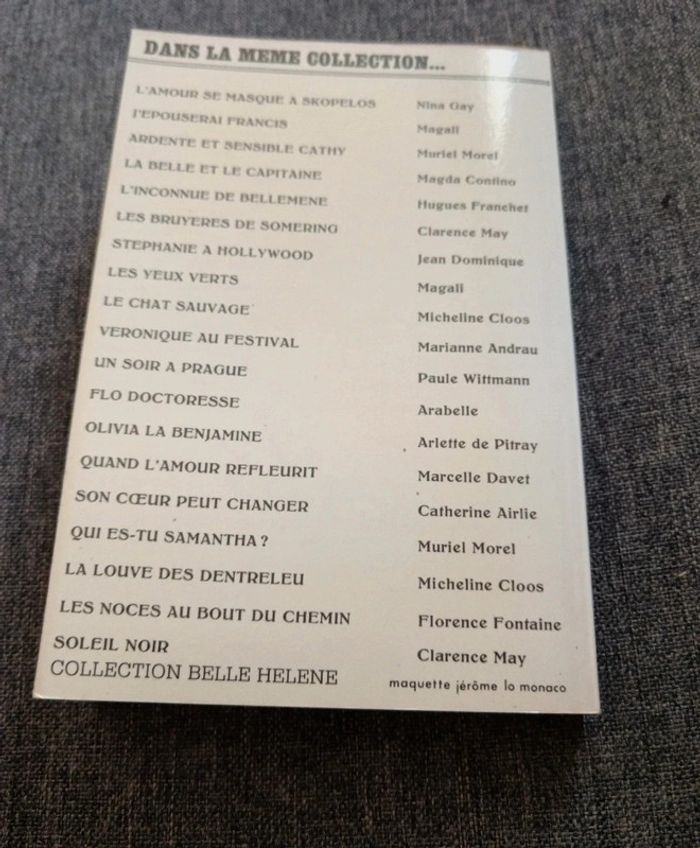 DANS LA MEME COLLECTION...
L'AMOUR SE MASQUE A SKOPELOS Nina Gay
J'EPOUSERAI FRANCIS Magali
ARDENTE ET SENSIBLE CATHY Muriel Morel
LA BELLE ET LE CAPITAINE Magda Contino
L'INCONNUE DE BELLEMENE Hugues Franchet
LES BRUYERES DE SOMERING Clarence May
STEPHANIE A HOLLYWOOD Jean Dominique
LES YEUX VERTS Magali
LE CHAT SAUVAGE Micheline Cloos
VERONIQUE AU FESTIVAL Marianne Andrau
UN SOIR A PRAGUE Paule Wittmann
FLO DOCTORESSE Arabelle
OLIVIA LA BENJAMINE Arlette de Pitray
QUAND L'AMOUR REFLEURIT Marcelle Davet
SON CŒUR PEUT CHANGER Catherine Airlie
QUI ES-TU SAMANTHA ? Muriel Morel
LA LOUVE DES DENTRELEU Micheline Cloos
LES NOCES AU BOUT DU CHEMIN Florence Fontaine
SOLEIL NOIR Clarence May
COLLECTION BELLE HELENE maquette jérôme lo monaco